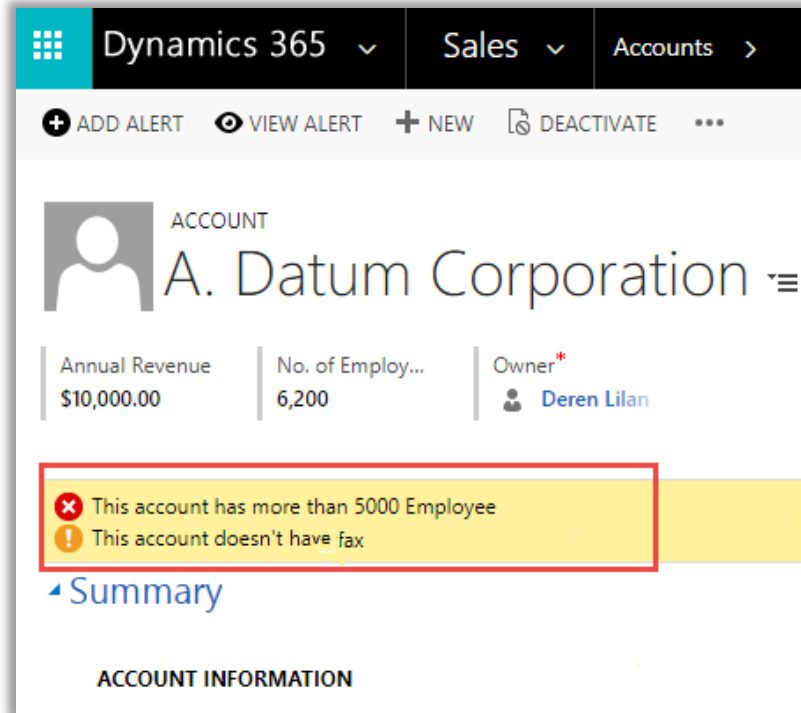 Dynamics 365 Sales Accounts >
ADD ALERT VIEW ALERT NEW DEACTIVATE •••
ACCOUNT
A. Datum Corporation
Annual Revenue No. of Employ... Owner*
$10,000.00 6,200 Deren Lilan
This account has more than 5000 Employee
This account doesn't have fax
Summary
ACCOUNT INFORMATION